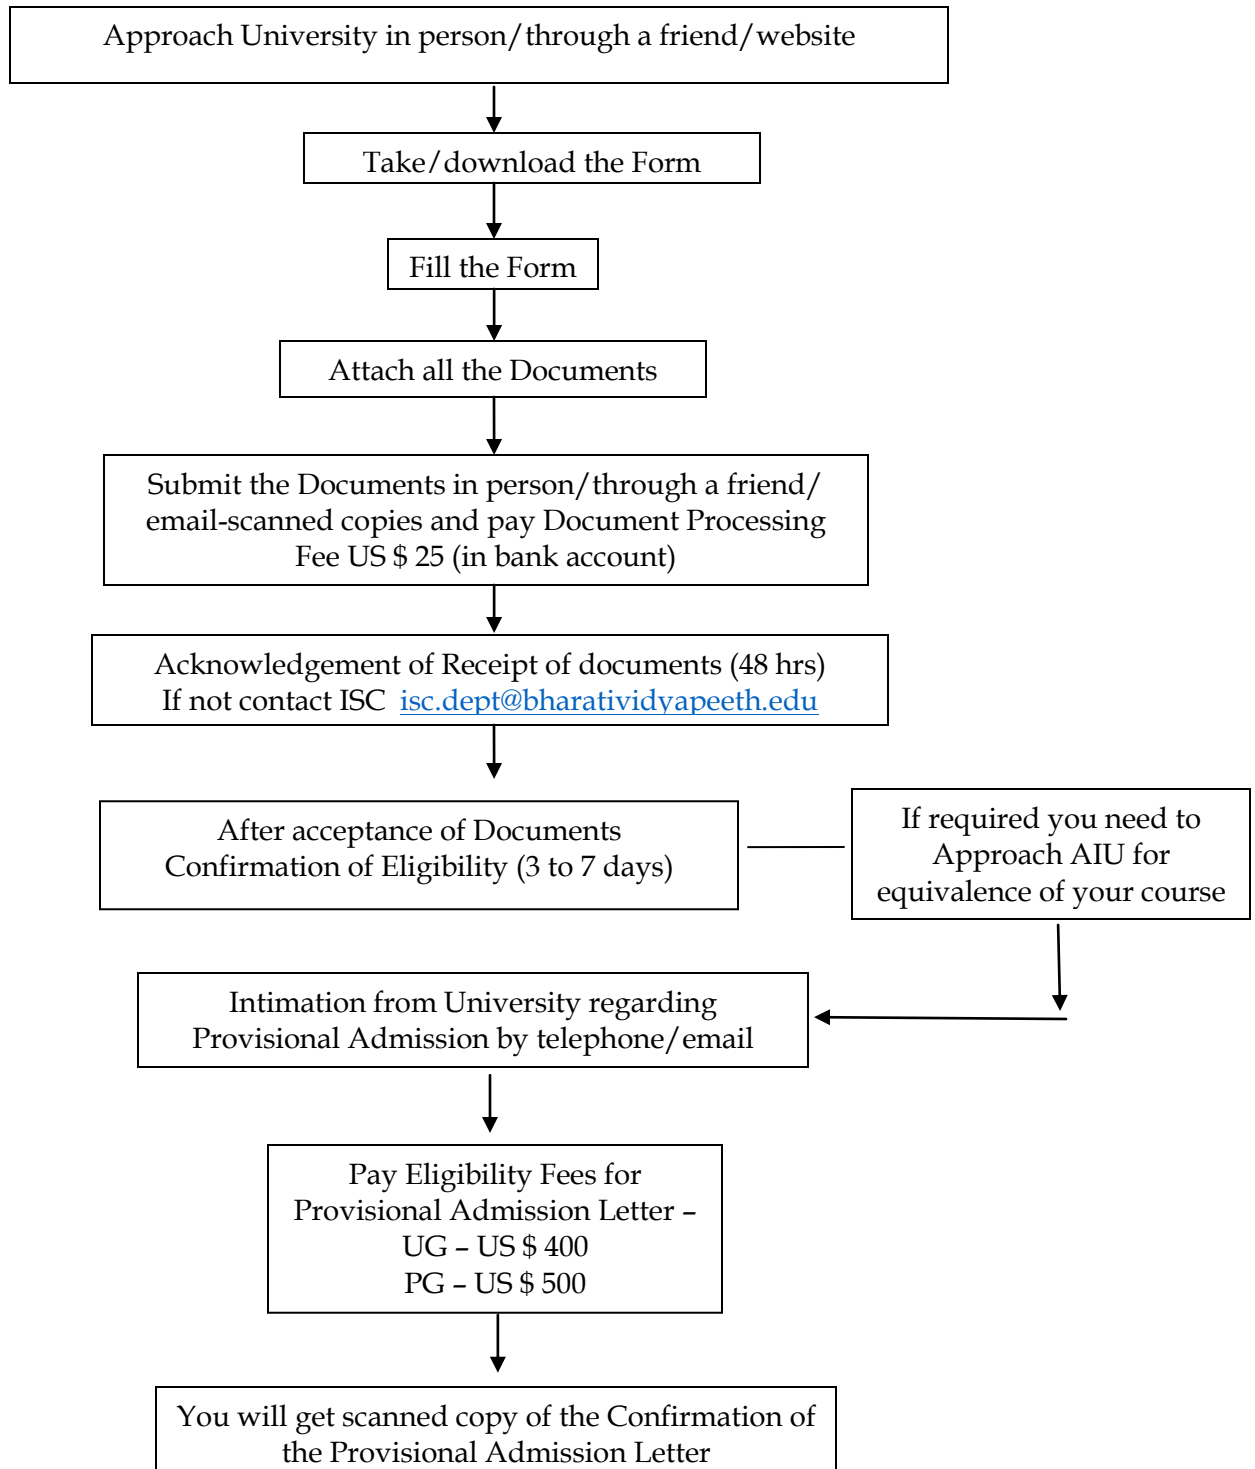 Approach University in person/through a friend/website
Take/download the Form
Fill the Form
Attach all the Documents
Submit the Documents in person/through a friend/
email-scanned copies and pay Document Processing
Fee US $ 25 (in bank account)
Acknowledgement of Receipt of documents (48 hrs)
If not contact ISC isc.dept@bharatividyapeeth.edu
After acceptance of Documents
Confirmation of Eligibility (3 to 7 days)
If required you need to
Approach AIU for
equivalence of your course
Intimation from University regarding
Provisional Admission by telephone/email
Pay Eligibility Fees for
Provisional Admission Letter –
UG – US $ 400
PG – US $ 500
You will get scanned copy of the Confirmation of
the Provisional Admission Letter